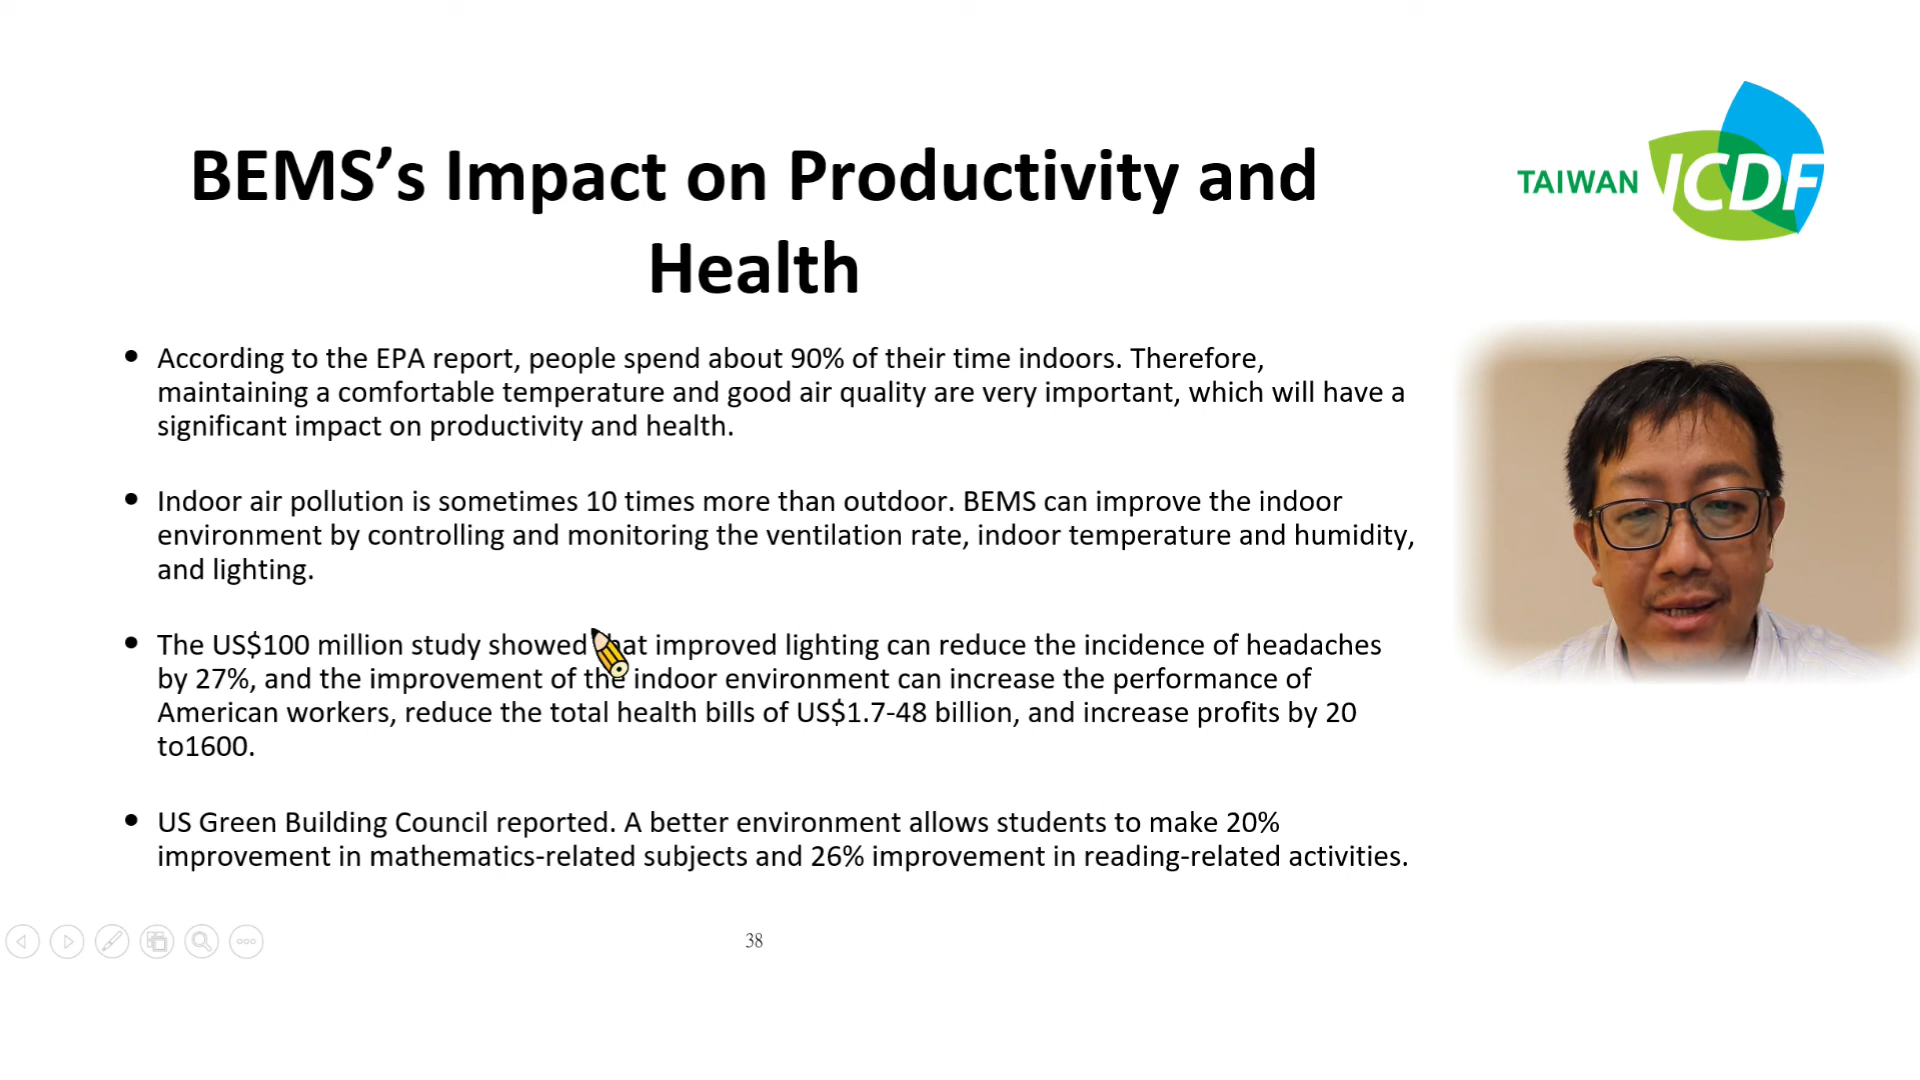 BEMS’s Impact on Productivity and
Health
TAIWAN ICDF
• According to the EPA report, people spend about 90% of their time indoors. Therefore,
maintaining a comfortable temperature and good air quality are very important, which will have a
significant impact on productivity and health.
• Indoor air pollution is sometimes 10 times more than outdoor. BEMS can improve the indoor
environment by controlling and monitoring the ventilation rate, indoor temperature and humidity,
and lighting.
• The US$100 million study showed that improved lighting can reduce the incidence of headaches
by 27%, and the improvement of the indoor environment can increase the performance of
American workers, reduce the total health bills of US$1.7-48 billion, and increase profits by 20
to1600.
• US Green Building Council reported. A better environment allows students to make 20%
improvement in mathematics-related subjects and 26% improvement in reading-related activities.
38